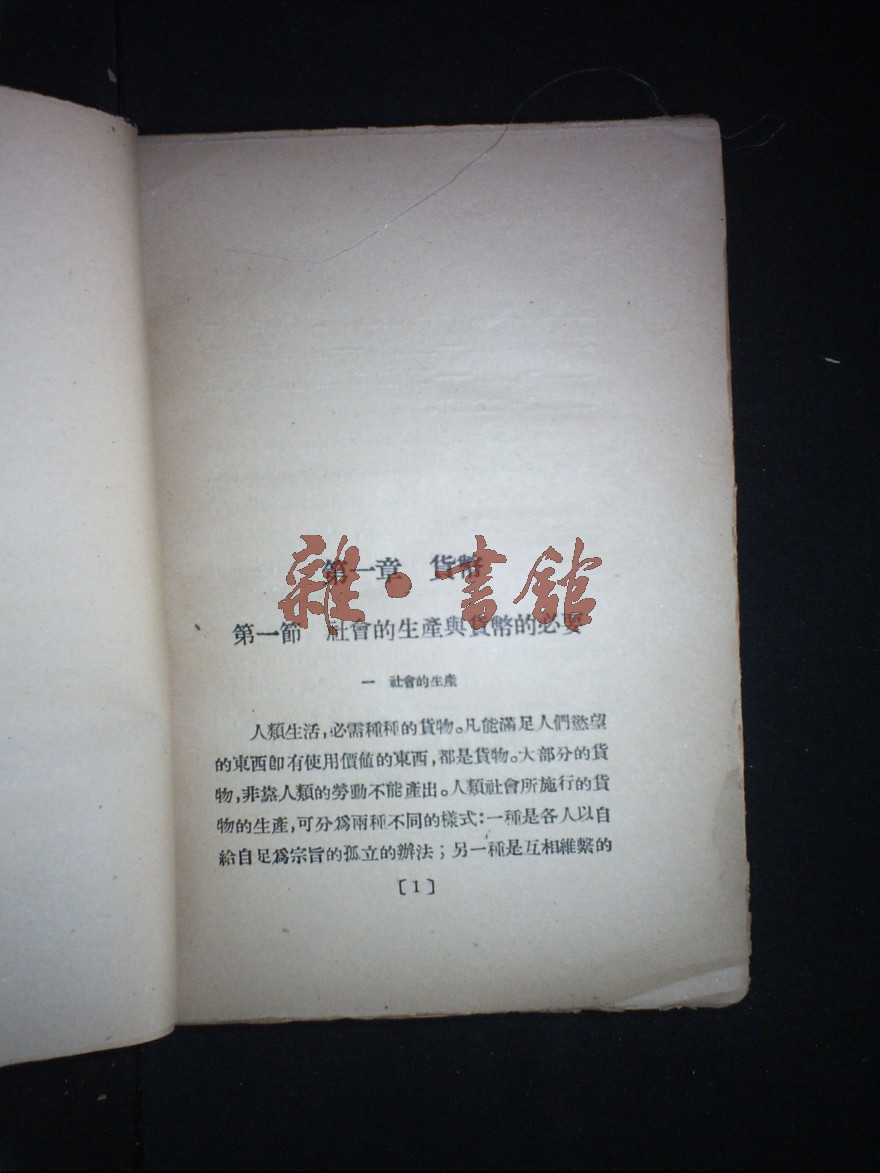 第一章　貨幣
雜·書館
第一節　社會的生產與貨幣的必要
一　社會的生產
人類生活，必需種種的貨物。凡能滿足人們慾望
的東西卽有使用價値的東西，都是貨物。大部分的貨
物，非靠人類的勞動不能產出。人類社會所施行的貨
物的生產，可分爲兩種不同的樣式：一種是各人以自
給自足爲宗旨的孤立的辦法；另一種是互相維繫的
〔1〕